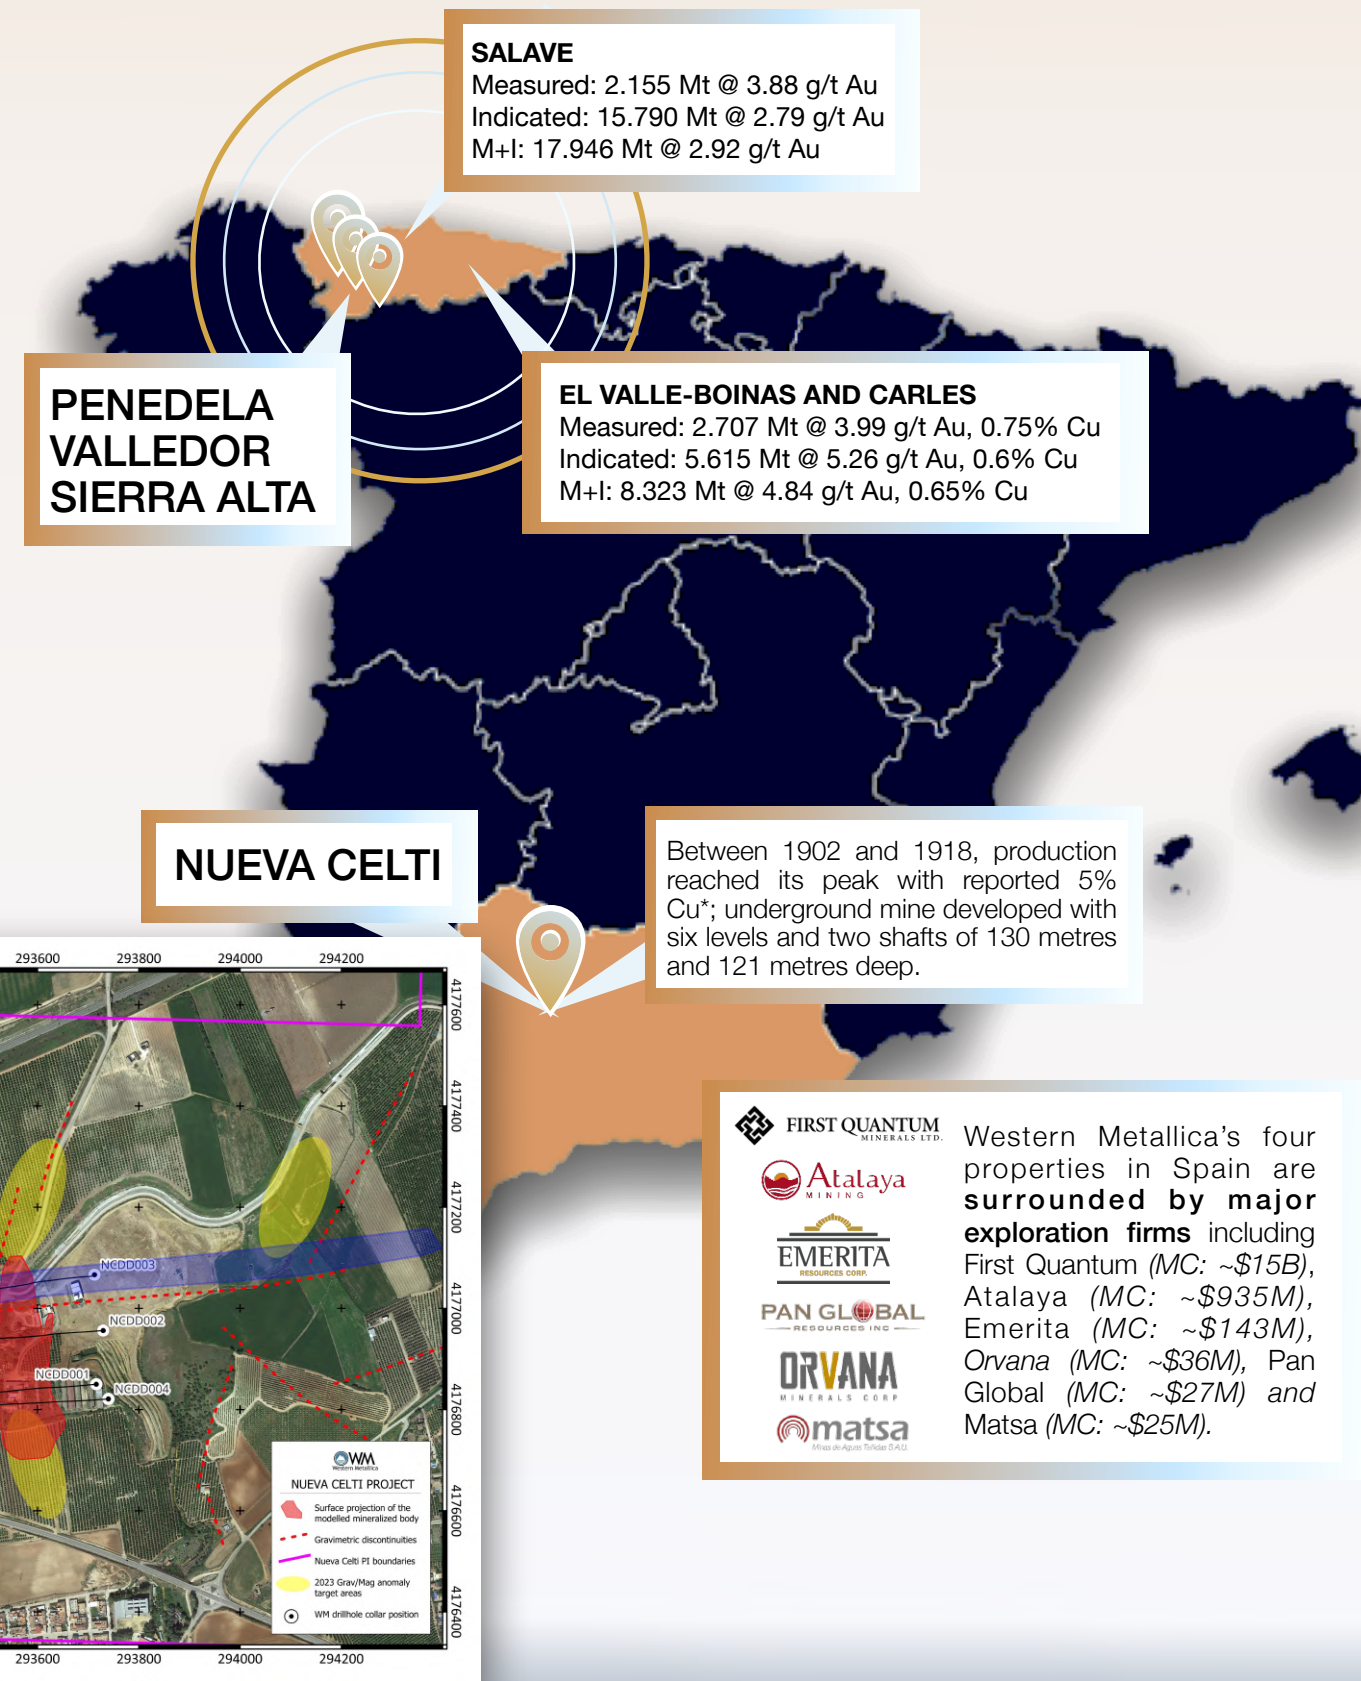 SALAVE
Measured: 2.155 Mt @ 3.88 g/t Au
Indicated: 15.790 Mt @ 2.79 g/t Au
M+I: 17.946 Mt @ 2.92 g/t Au
PENEDELA
VALLEDOR
SIERRA ALTA
EL VALLE-BOINAS AND CARLES
Measured: 2.707 Mt @ 3.99 g/t Au, 0.75% Cu
Indicated: 5.615 Mt @ 5.26 g/t Au, 0.6% Cu
M+I: 8.323 Mt @ 4.84 g/t Au, 0.65% Cu
NUEVA CELTI
Between 1902 and 1918, production
reached its peak with reported 5%
Cu*; underground mine developed with
six levels and two shafts of 130 metres
and 121 metres deep.
293600 293800 294000 294200
4177600
4177400
4177200
4177000
4176800
4176600
4176400
NCDD003
NCDD002
NCDD001
NCDD004
WM
Western Metallica
NUEVA CELTI PROJECT
Surface projection of the
modelled mineralized body
Gravimetric discontinuities
Nueva Celti PI boundaries
2023 Grav/Mag anomaly
target areas
WM drillhole collar position
293600 293800 294000 294200
FIRST QUANTUM
MINERALS LTD.
Atalaya
MINING
EMERITA
RESOURCES CORP.
PAN GLOBAL
RESOURCES INC
ORVANA
MINERALS CORP
matsa
Minas de Aguas Teñidas S.A.U.
Western Metallica's four
properties in Spain are
surrounded by major
exploration firms including
First Quantum (MC: ~$15B),
Atalaya (MC: ~$935M),
Emerita (MC: ~$143M),
Orvana (MC: ~$36M), Pan
Global (MC: ~$27M) and
Matsa (MC: ~$25M).